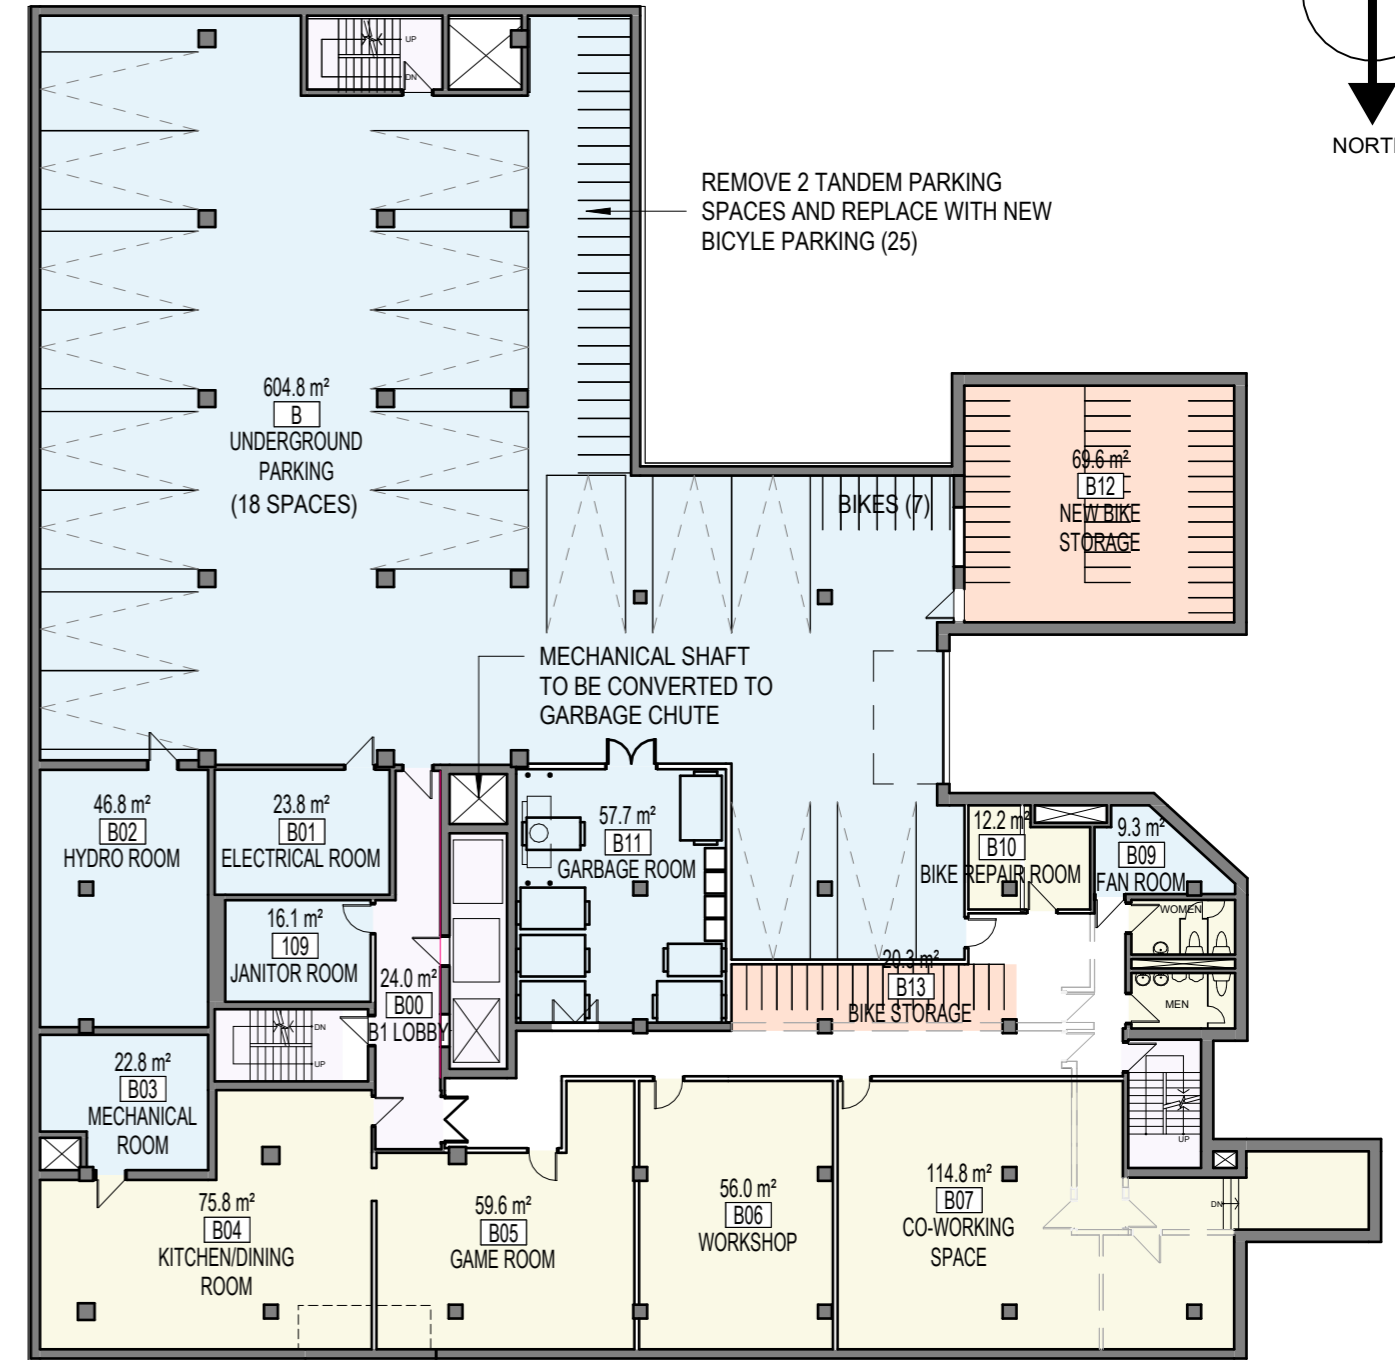 UP
DN
NORTH
REMOVE 2 TANDEM PARKING
SPACES AND REPLACE WITH NEW
BICYLE PARKING (25)
604.8 m²
B
UNDERGROUND
PARKING
(18 SPACES)
BIKES (7)
69.6 m²
B12
NEW BIKE
STORAGE
MECHANICAL SHAFT
TO BE CONVERTED TO
GARBAGE CHUTE
46.8 m²
B02
HYDRO ROOM
23.8 m²
B01
ELECTRICAL ROOM
57.7 m²
B11
GARBAGE ROOM
12.2 m²
B10
BIKE REPAIR ROOM
9.3 m²
B09
FAN ROOM
16.1 m²
109
JANITOR ROOM
WOMEN
24.0 m²
B00
B1 LOBBY
20.3 m²
B13
BIKE STORAGE
MEN
DN
UP
22.8 m²
B03
MECHANICAL
ROOM
UP
75.8 m²
B04
KITCHEN/DINING
ROOM
59.6 m²
B05
GAME ROOM
56.0 m²
B06
WORKSHOP
114.8 m²
B07
CO-WORKING
SPACE
DN